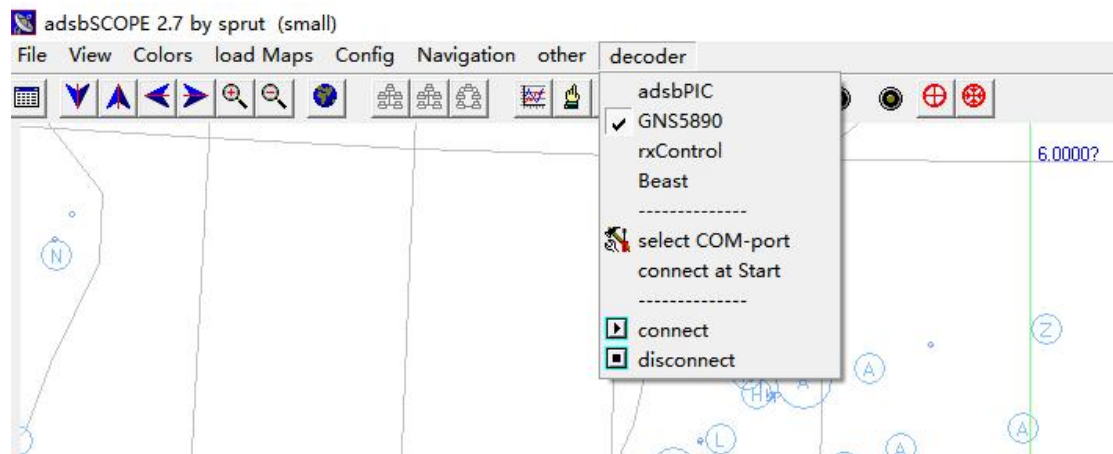 adsbSCOPE 2.7 by sprut (small)
File View Colors load Maps Config Navigation other decoder
adsbPIC
GNS5890
rxControl
Beast
--------------
select COM-port
connect at Start
--------------
connect
disconnect
6.0000?
N
Z
A
A
H
A
L
A